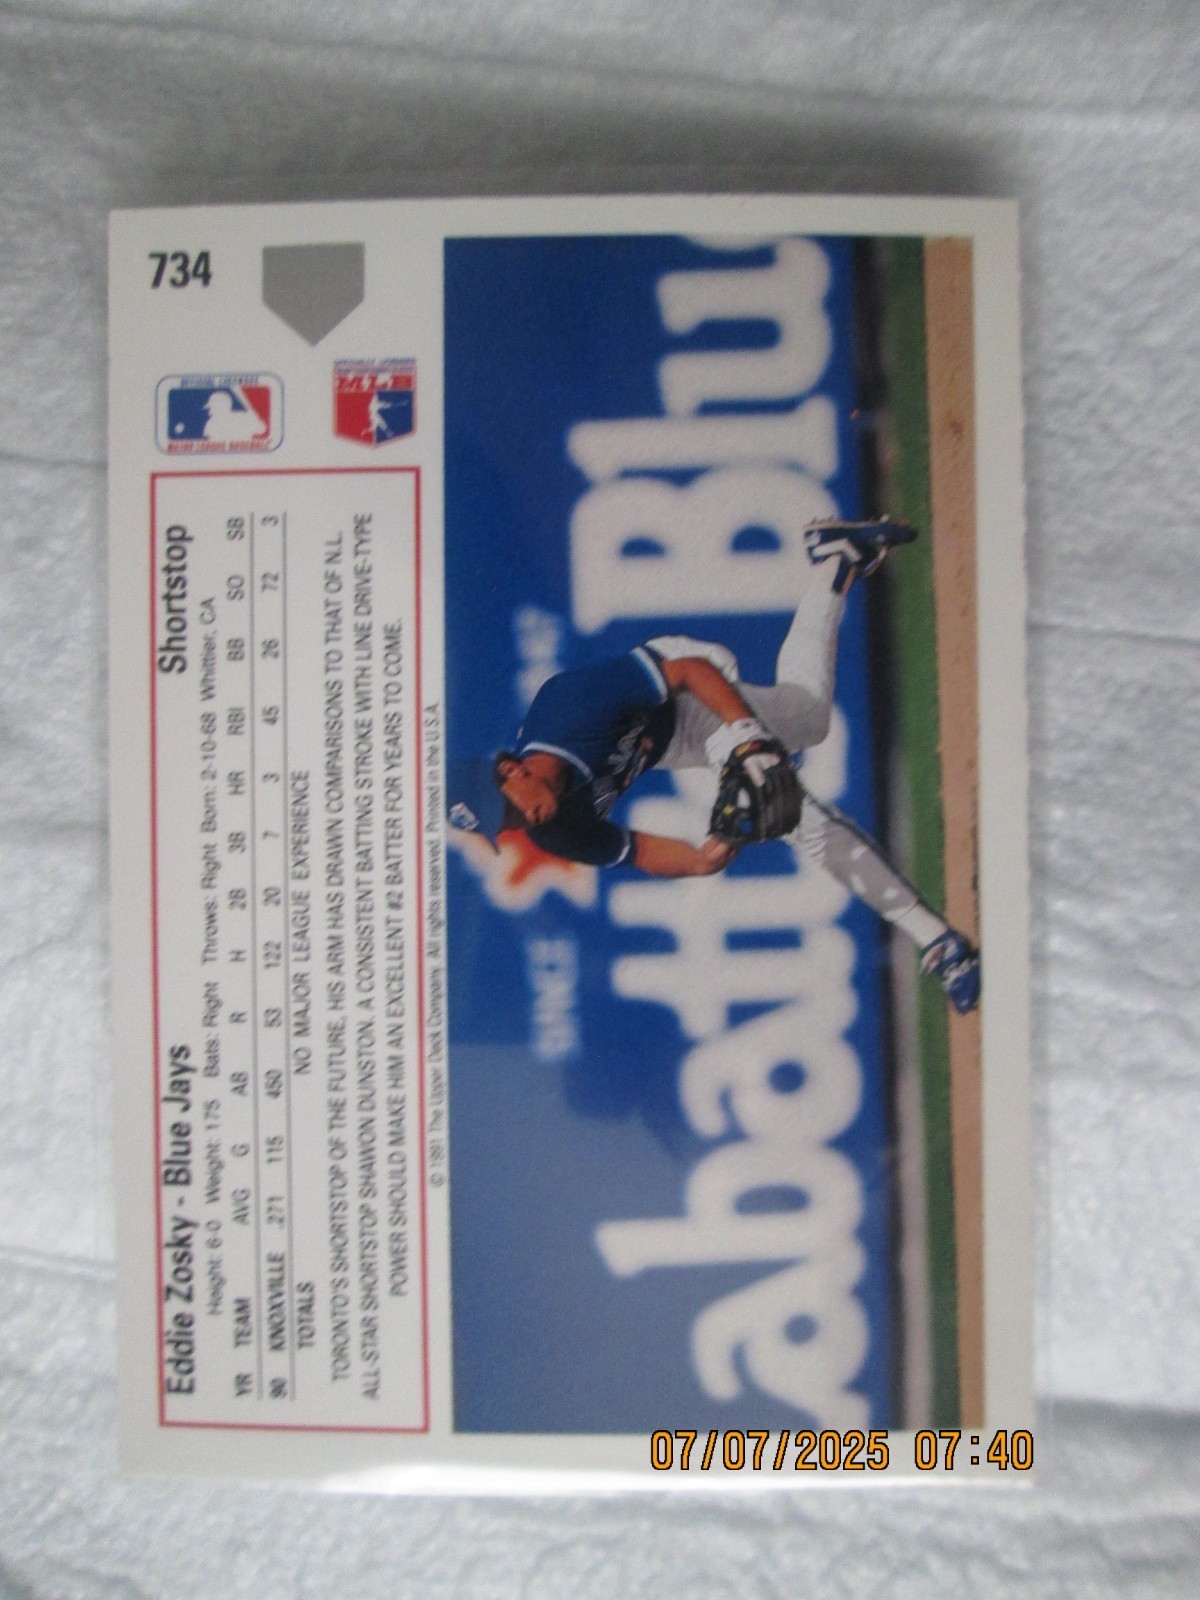 734
Eddie Zosky - Blue Jays Shortstop
Height: 6-0 Weight: 175 Bats: Right Throws: Right Born: 2-10-68 Whittier, CA
YR TEAM AVG G AB R H 2B 3B HR RBI BB SO SB
90 KNOXVILLE .271 115 450 53 122 20 7 3 45 26 72 3
TOTALS NO MAJOR LEAGUE EXPERIENCE
TORONTO'S SHORTSTOP OF THE FUTURE, HIS ARM HAS DRAWN COMPARISONS TO THAT OF N.L.
ALL-STAR SHORTSTOP SHAWON DUNSTON. A CONSISTENT BATTING STROKE WITH LINE DRIVE-TYPE
POWER SHOULD MAKE HIM AN EXCELLENT #2 BATTER FOR YEARS TO COME.
© 1991 The Upper Deck Company. All rights reserved. Printed in the U.S.A.
SINCE
Labatt's Blue
07/07/2025 07:40